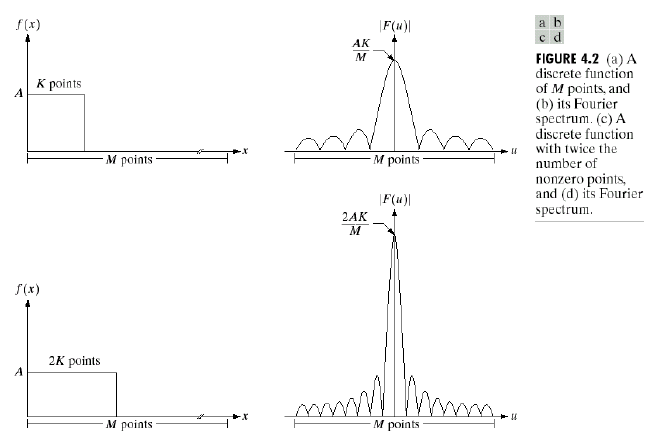 f(x)
A
K points
M points
x
|F(u)|
AK
M
M points
u
a b
c d
FIGURE 4.2 (a) A
discrete function
of M points, and
(b) its Fourier
spectrum. (c) A
discrete function
with twice the
number of
nonzero points,
and (d) its Fourier
spectrum.
f(x)
A
2K points
M points
x
|F(u)|
2AK
M
M points
u